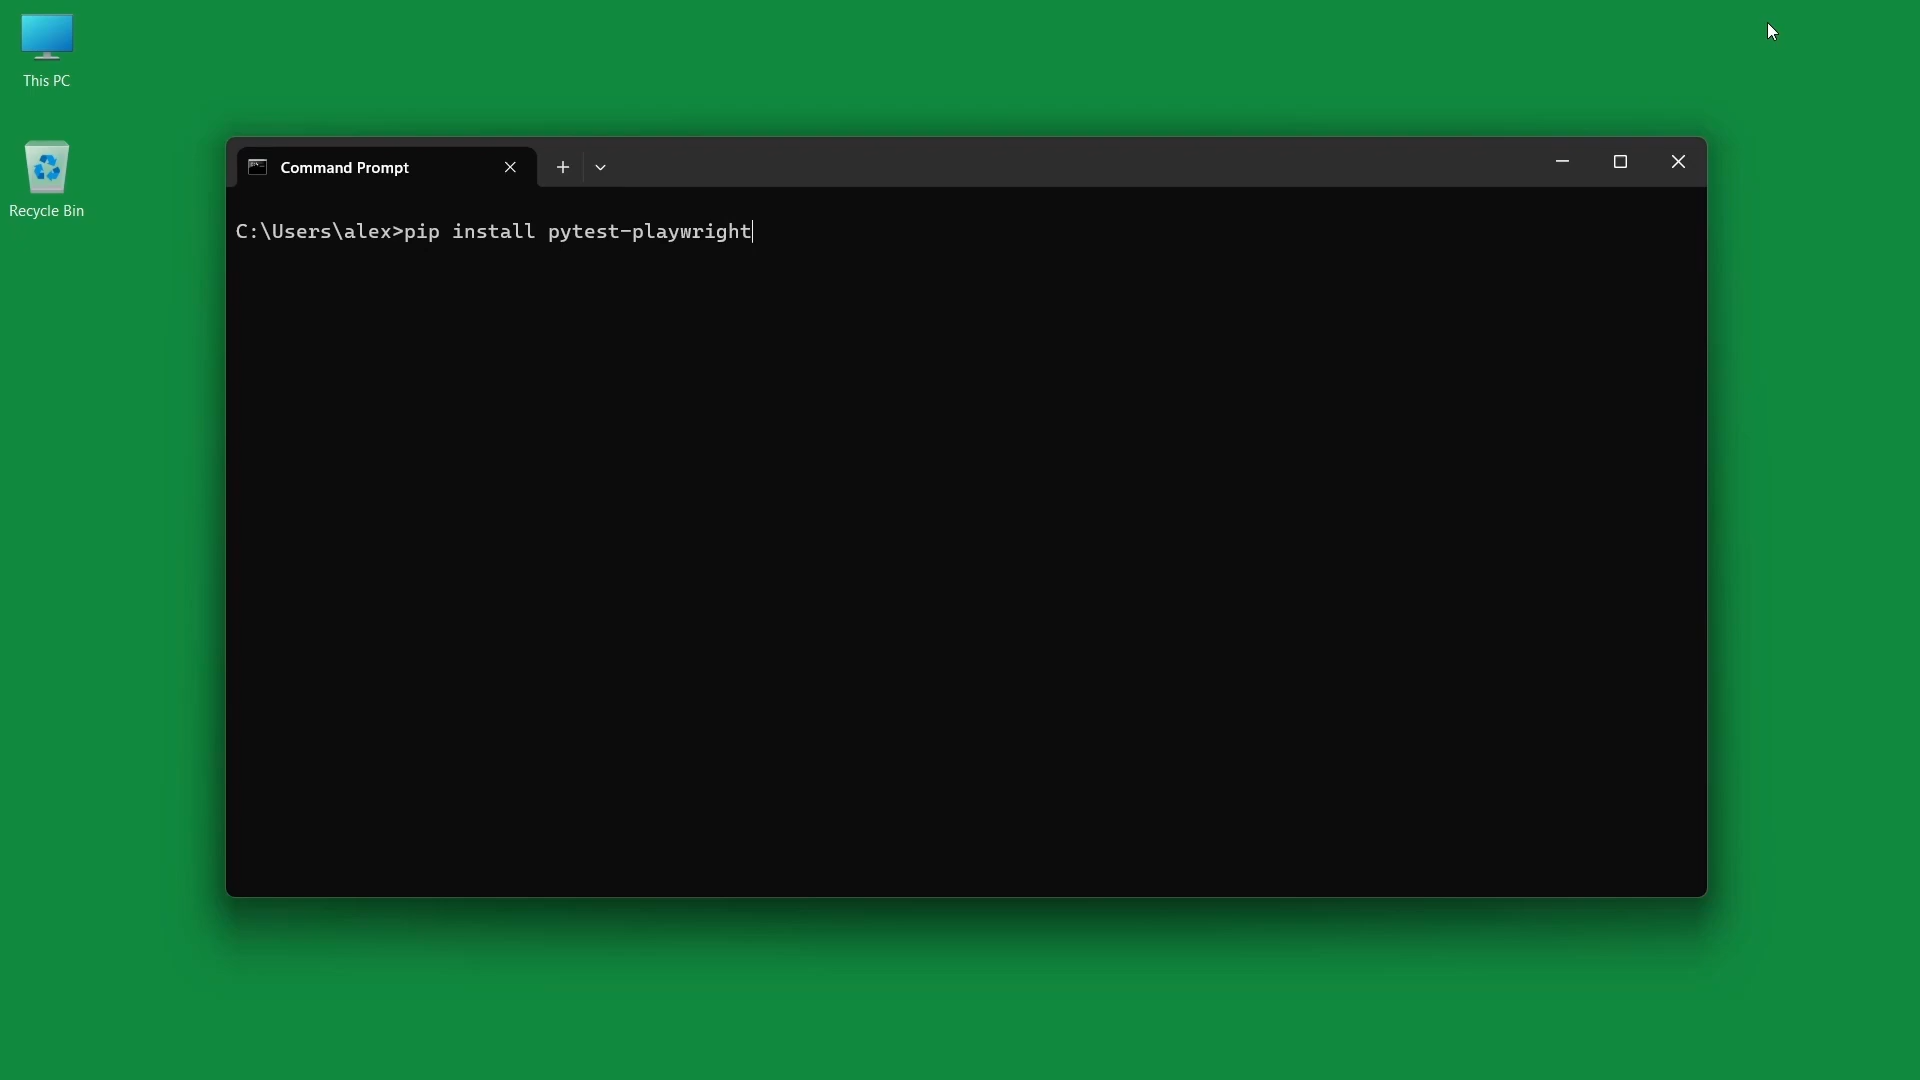 This PC
Recycle Bin
Command Prompt
C:\Users\alex>pip install pytest-playwright